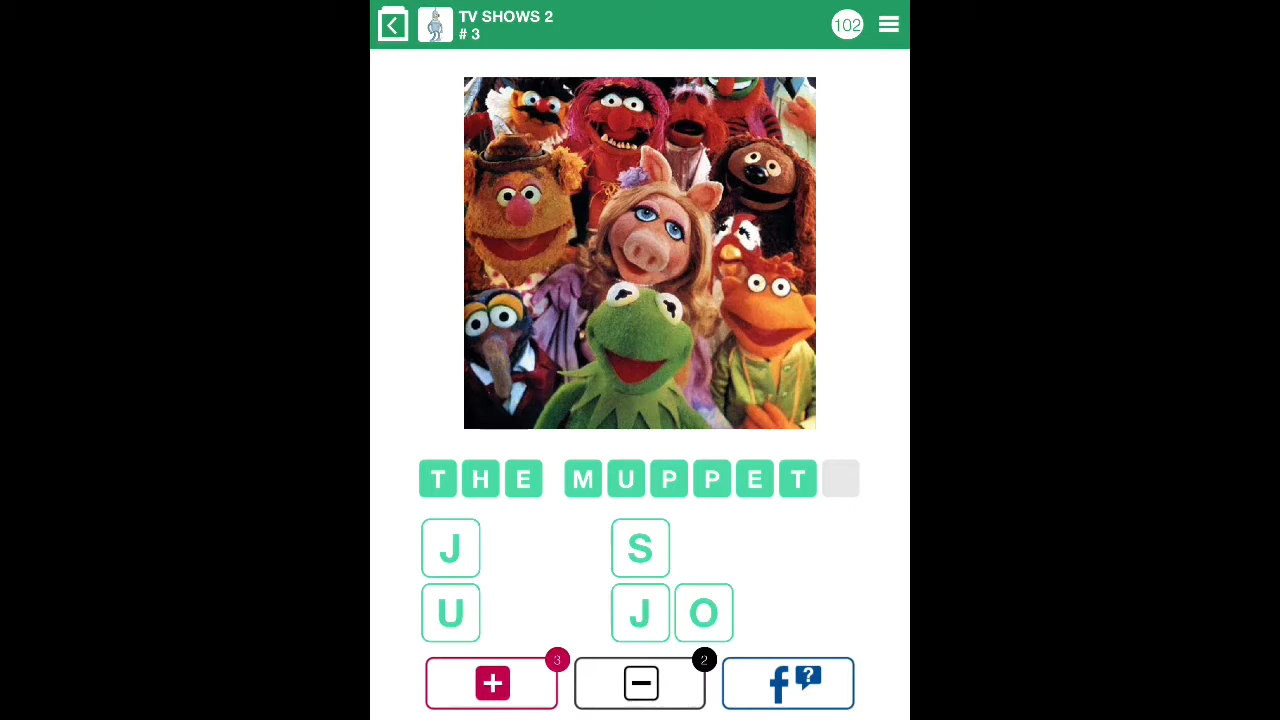 TV SHOWS 2
# 3
102
THE MUPPET
J S
U J O
3 2
f ?